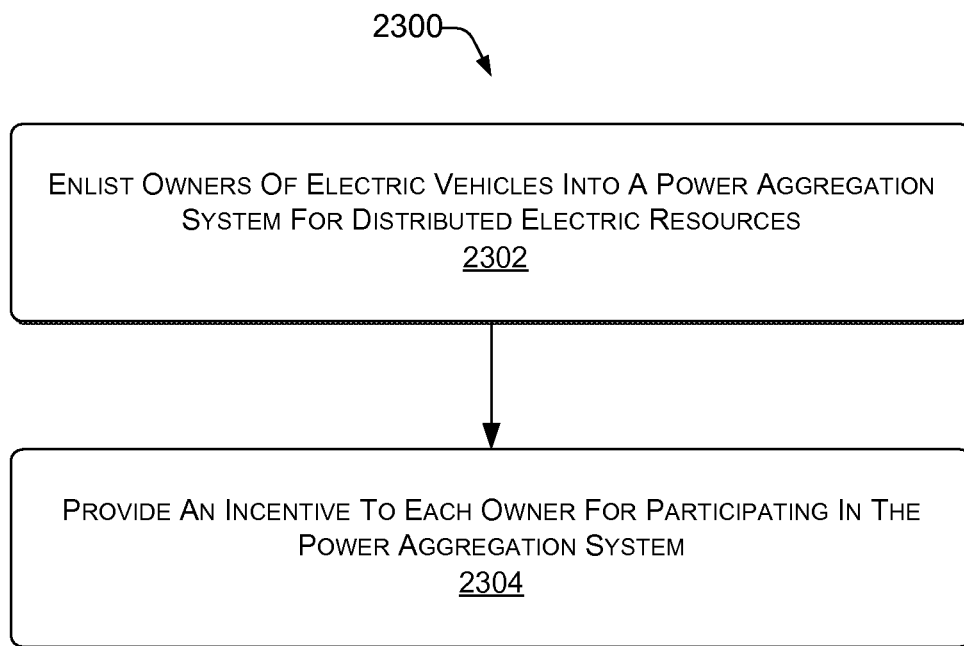 2300
ENLIST OWNERS OF ELECTRIC VEHICLES INTO A POWER AGGREGATION
SYSTEM FOR DISTRIBUTED ELECTRIC RESOURCES
2302
PROVIDE AN INCENTIVE TO EACH OWNER FOR PARTICIPATING IN THE
POWER AGGREGATION SYSTEM
2304